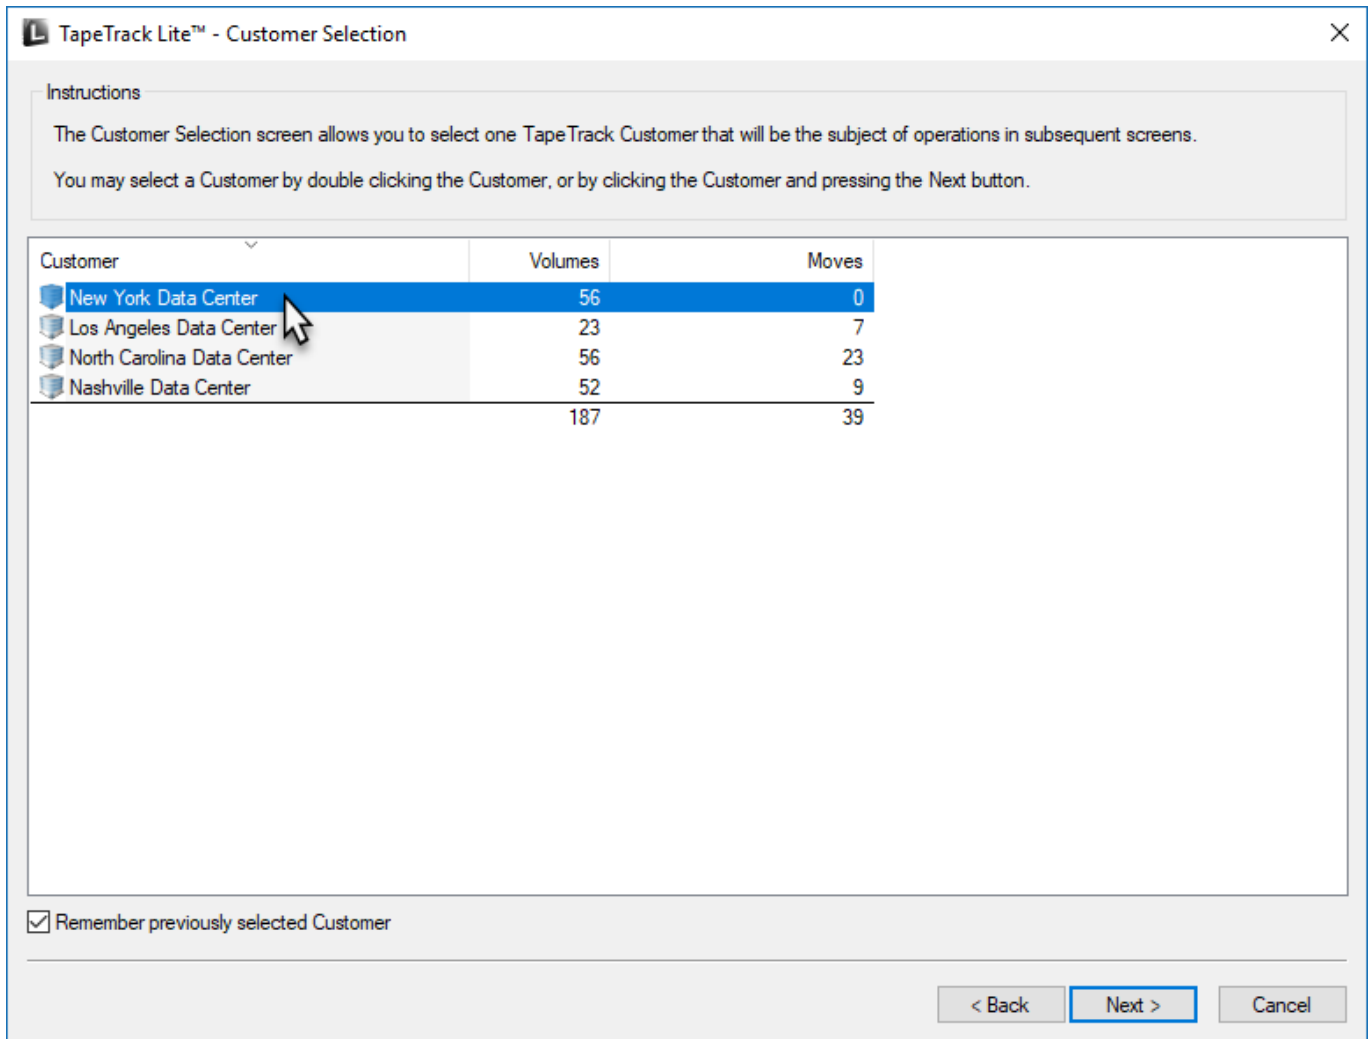 TapeTrack Lite™ - Customer Selection
Instructions
The Customer Selection screen allows you to select one TapeTrack Customer that will be the subject of operations in subsequent screens.
You may select a Customer by double clicking the Customer, or by clicking the Customer and pressing the Next button.
Customer Volumes Moves
New York Data Center 56 0
Los Angeles Data Center 23 7
North Carolina Data Center 56 23
Nashville Data Center 52 9
187 39
Remember previously selected Customer
< Back Next > Cancel